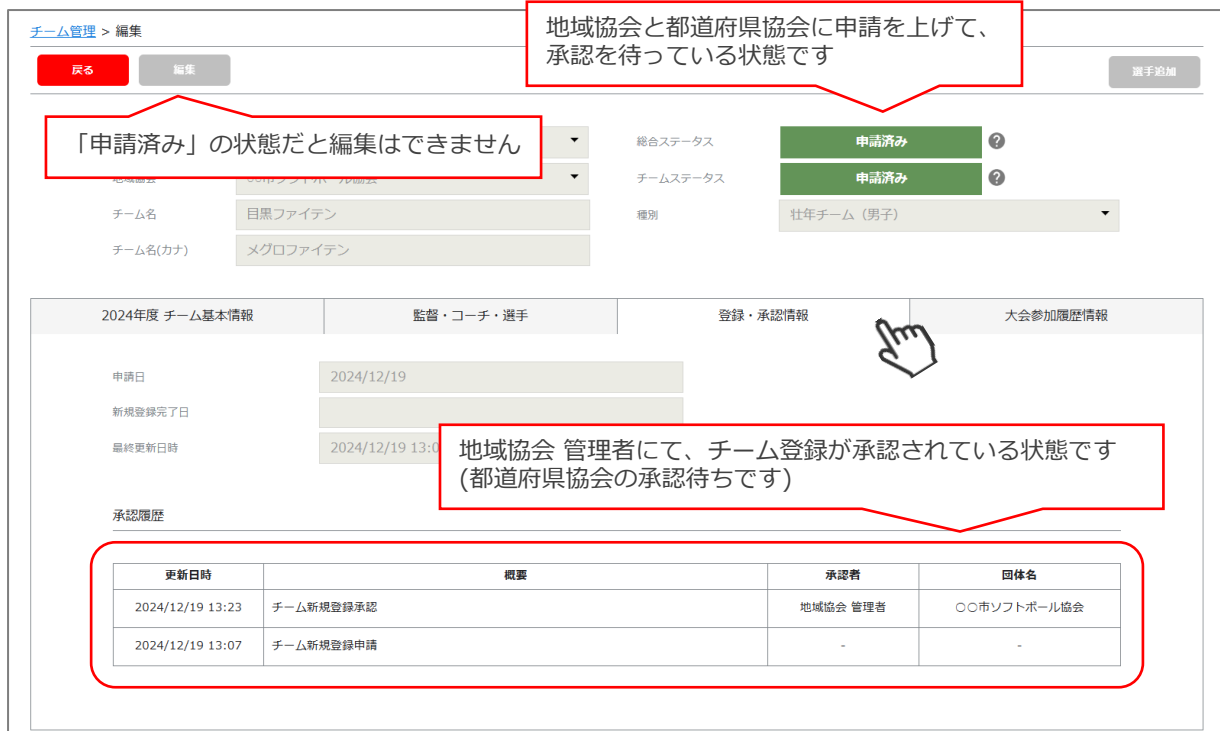 チーム管理 > 編集
地域協会と都道府県協会に申請を上げて、
承認を待っている状態です
戻る
編集
選手追加
「申請済み」の状態だと編集はできません
総合ステータス
申請済み
?
チームステータス
申請済み
?
チーム名
目黒ファイテン
種別
壮年チーム（男子）
チーム名(カナ)
メグロファイテン
2024年度 チーム基本情報
監督・コーチ・選手
登録・承認情報
大会参加履歴情報
申請日
2024/12/19
新規登録完了日
最終更新日時
2024/12/19 13:0
地域協会 管理者にて、チーム登録が承認されている状態です
(都道府県協会の承認待ちです)
承認履歴
更新日時
概要
承認者
団体名
2024/12/19 13:23
チーム新規登録承認
地域協会 管理者
○○市ソフトボール協会
2024/12/19 13:07
チーム新規登録申請
-
-